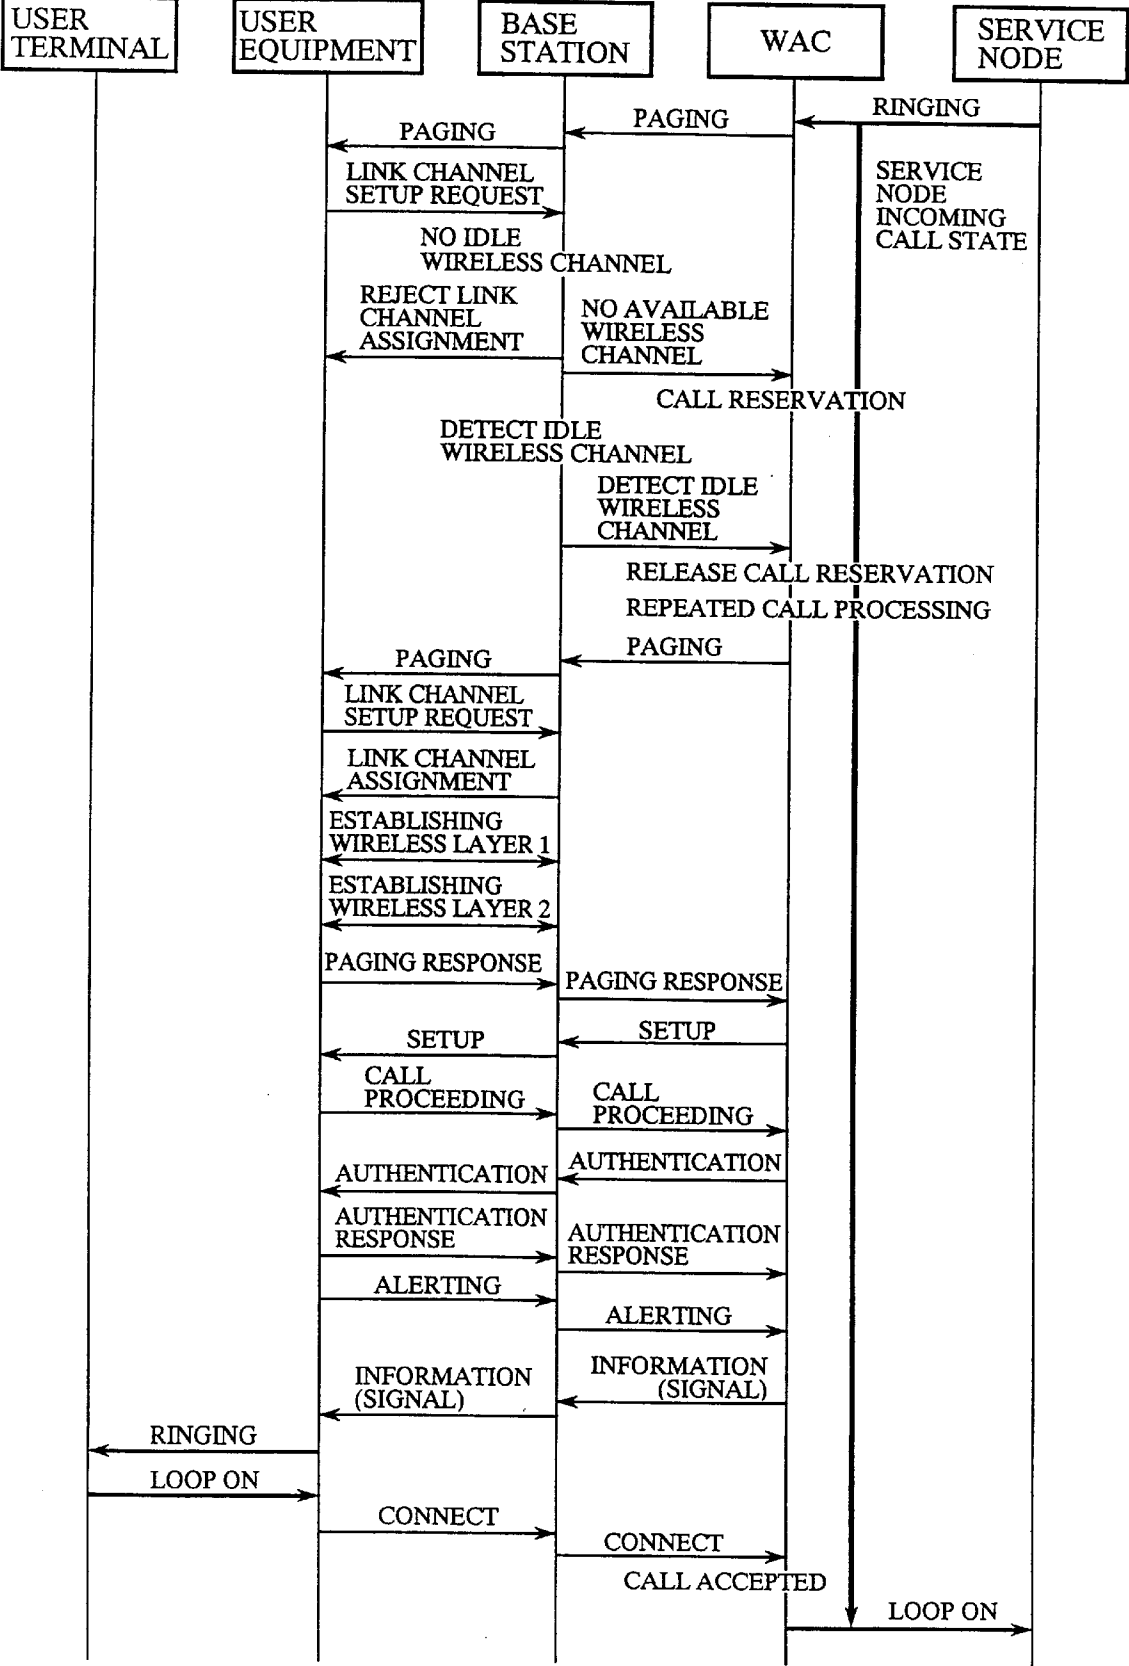 USER
TERMINAL
USER
EQUIPMENT
BASE
STATION
WAC
SERVICE
NODE
RINGING
PAGING
PAGING
LINK CHANNEL
SETUP REQUEST
SERVICE
NODE
INCOMING
CALL STATE
NO IDLE
WIRELESS CHANNEL
REJECT LINK
CHANNEL
ASSIGNMENT
NO AVAILABLE
WIRELESS
CHANNEL
CALL RESERVATION
DETECT IDLE
WIRELESS CHANNEL
DETECT IDLE
WIRELESS
CHANNEL
RELEASE CALL RESERVATION
REPEATED CALL PROCESSING
PAGING
PAGING
LINK CHANNEL
SETUP REQUEST
LINK CHANNEL
ASSIGNMENT
ESTABLISHING
WIRELESS LAYER 1
ESTABLISHING
WIRELESS LAYER 2
PAGING RESPONSE
PAGING RESPONSE
SETUP
SETUP
CALL
PROCEEDING
CALL
PROCEEDING
AUTHENTICATION
AUTHENTICATION
AUTHENTICATION
RESPONSE
AUTHENTICATION
RESPONSE
ALERTING
ALERTING
INFORMATION
(SIGNAL)
INFORMATION
(SIGNAL)
RINGING
LOOP ON
CONNECT
CONNECT
CALL ACCEPTED
LOOP ON